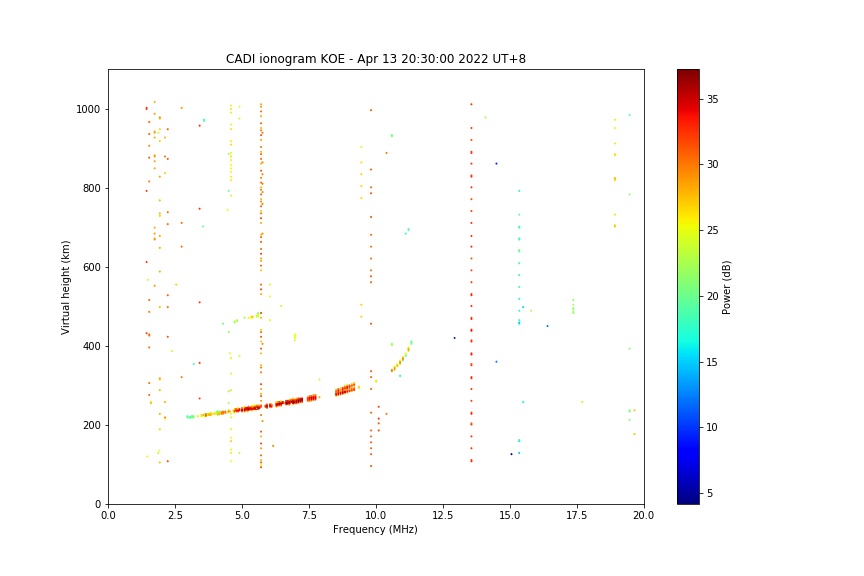 CADI ionogram KOE - Apr 13 20:30:00 2022 UT+8
1000
800
600
400
200
0
Virtual height (km)
0.0 2.5 5.0 7.5 10.0 12.5 15.0 17.5 20.0
Frequency (MHz)
35
30
25
20
15
10
5
Power (dB)